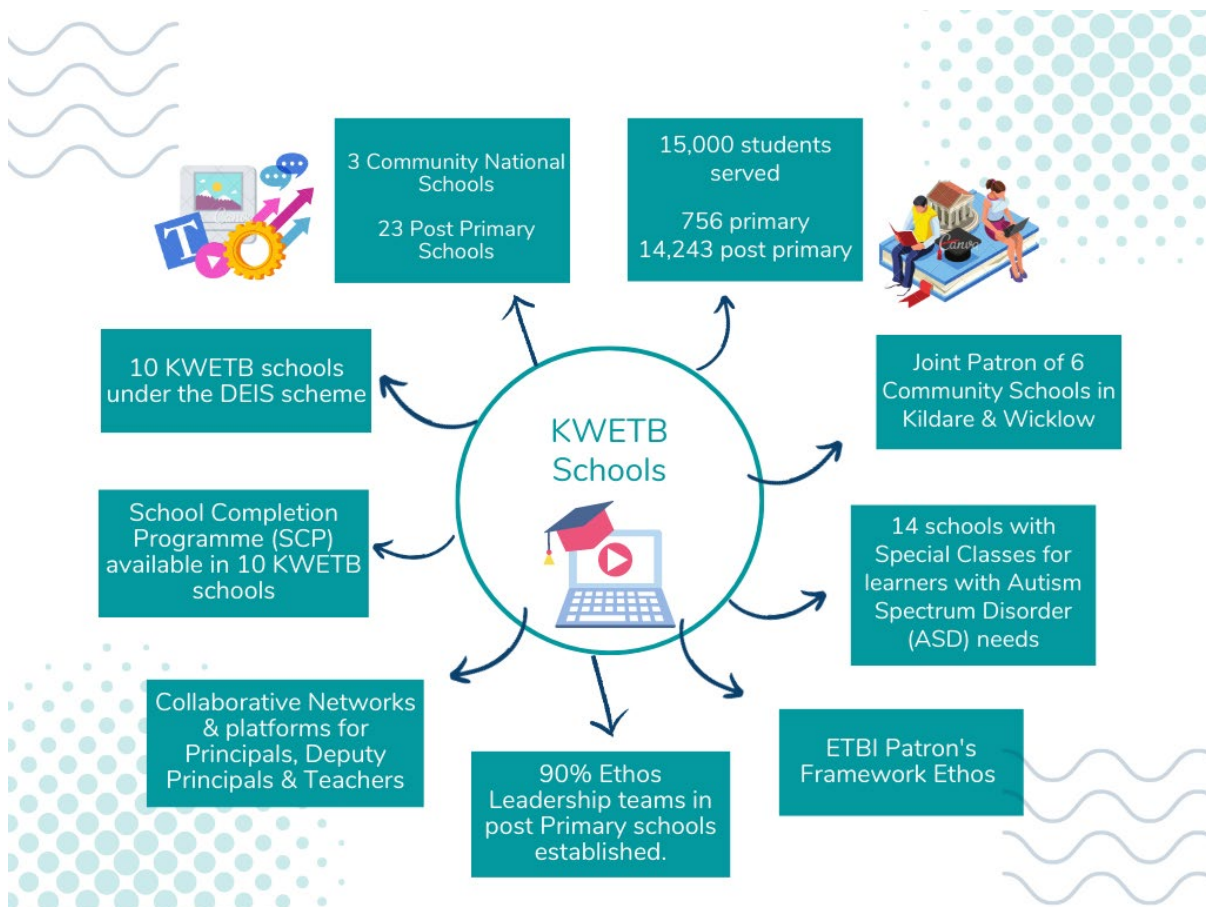 3 Community National
Schools
23 Post Primary
Schools
15,000 students
served
756 primary
14,243 post primary
T
Canva
10 KWETB schools
under the DEIS scheme
Joint Patron of 6
Community Schools in
Kildare & Wicklow
KWETB
Schools
School Completion
Programme (SCP)
available in 10 KWETB
schools
14 schools with
Special Classes for
learners with Autism
Spectrum Disorder
(ASD) needs
Collaborative Networks
& platforms for
Principals, Deputy
Principals & Teachers
90% Ethos
Leadership teams in
post Primary schools
established.
ETBI Patron's
Framework Ethos